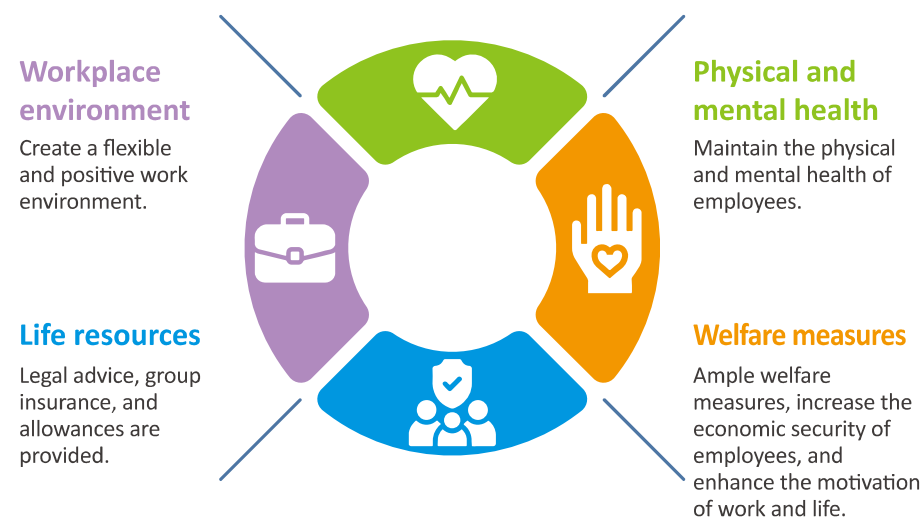 Workplace
environment
Create a flexible
and positive work
environment.
Physical and
mental health
Maintain the physical
and mental health of
employees.
Life resources
Legal advice, group
insurance, and
allowances are
provided.
Welfare measures
Ample welfare
measures, increase the
economic security of
employees, and
enhance the motivation
of work and life.